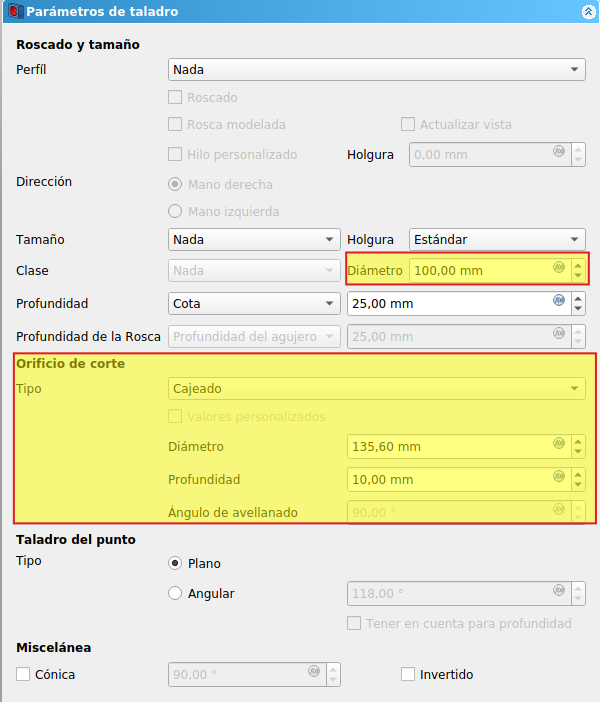 Parámetros de taladro
Roscado y tamaño
Perfíl Nada
Roscado
Rosca modelada Actualizar vista
Hilo personalizado Holgura 0,00 mm
Dirección Mano derecha
Mano izquierda
Tamaño Nada Holgura Estándar
Clase Nada Diámetro 100,00 mm
Profundidad Cota 25,00 mm
Profundidad de la Rosca Profundidad del agujero 25,00 mm
Orificio de corte
Tipo Cajeado
Valores personalizados
Diámetro 135,60 mm
Profundidad 10,00 mm
Ángulo de avellanado 90,00 °
Taladro del punto
Tipo Plano
Angular 118,00 °
Tener en cuenta para profundidad
Misceláne​a
Cónica 90,00 ° Invertido